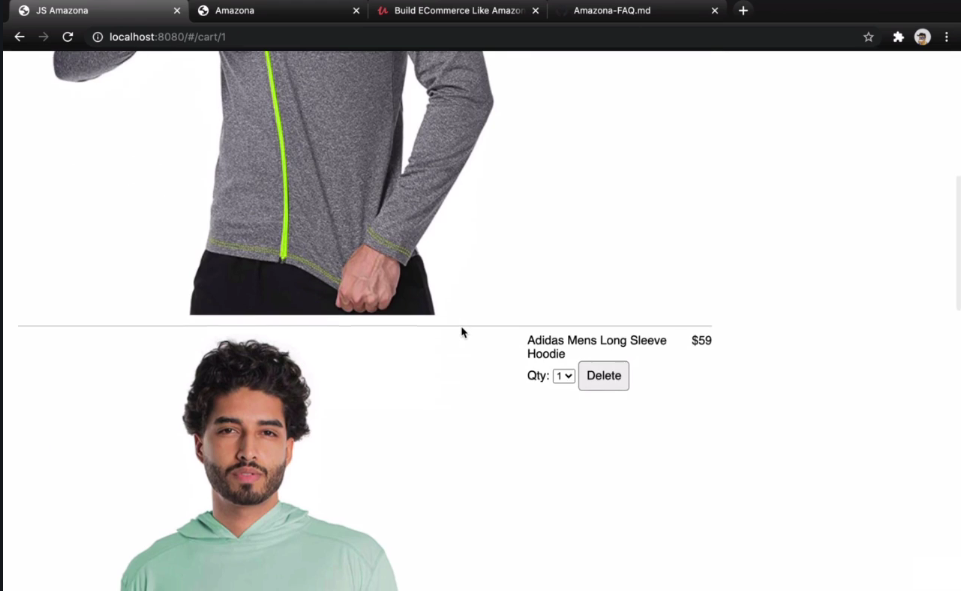 JS Amazona
Amazona
Build ECommerce Like Amazon
Amazona-FAQ.md
localhost:8080/#/cart/1
Adidas Mens Long Sleeve $59
Hoodie
Qty: 1 Delete